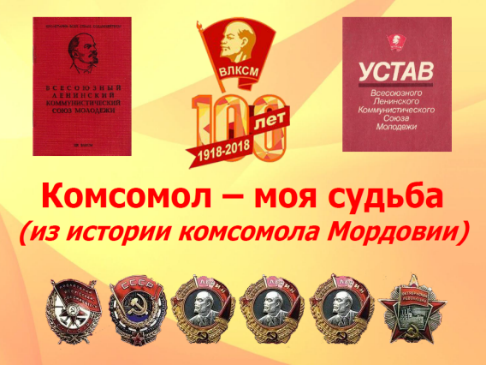 ВСЕСОЮЗНЫЙ
ЛЕНИНСКИЙ
КОММУНИСТИЧЕСКИЙ
СОЮЗ МОЛОДЕЖИ
ВЛКСМ
100 лет
1918-2018
УСТАВ
Всесоюзного
Ленинского
Коммунистического
Союза
Молодежи
Комсомол – моя судьба
(из истории комсомола Мордовии)
СССР